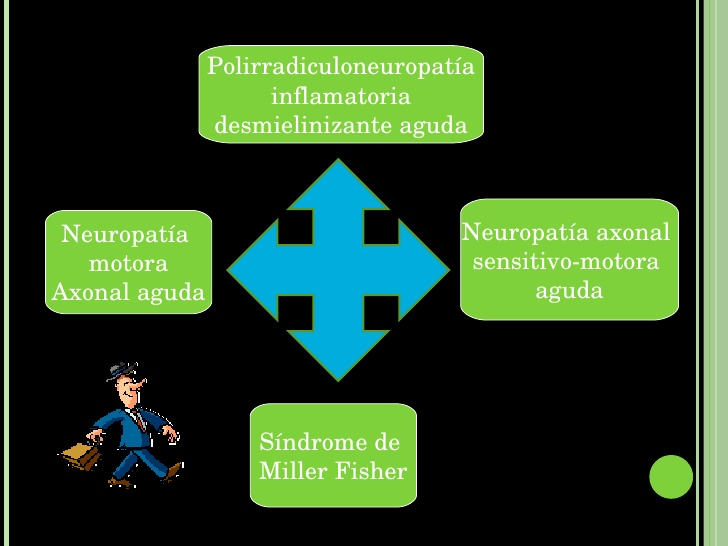 Polirradiculoneuropatía
inflamatoria
desmielinizante aguda
Neuropatía
motora
Axonal aguda
Neuropatía axonal
sensitivo-motora
aguda
Síndrome de
Miller Fisher